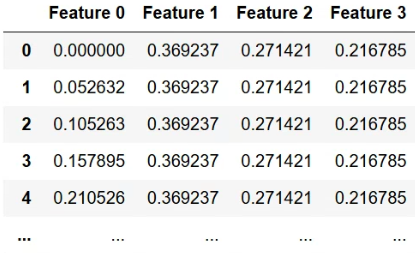 Feature 0 Feature 1 Feature 2 Feature 3
0 0.000000 0.369237 0.271421 0.216785
1 0.052632 0.369237 0.271421 0.216785
2 0.105263 0.369237 0.271421 0.216785
3 0.157895 0.369237 0.271421 0.216785
4 0.210526 0.369237 0.271421 0.216785
... ... ... ... ...